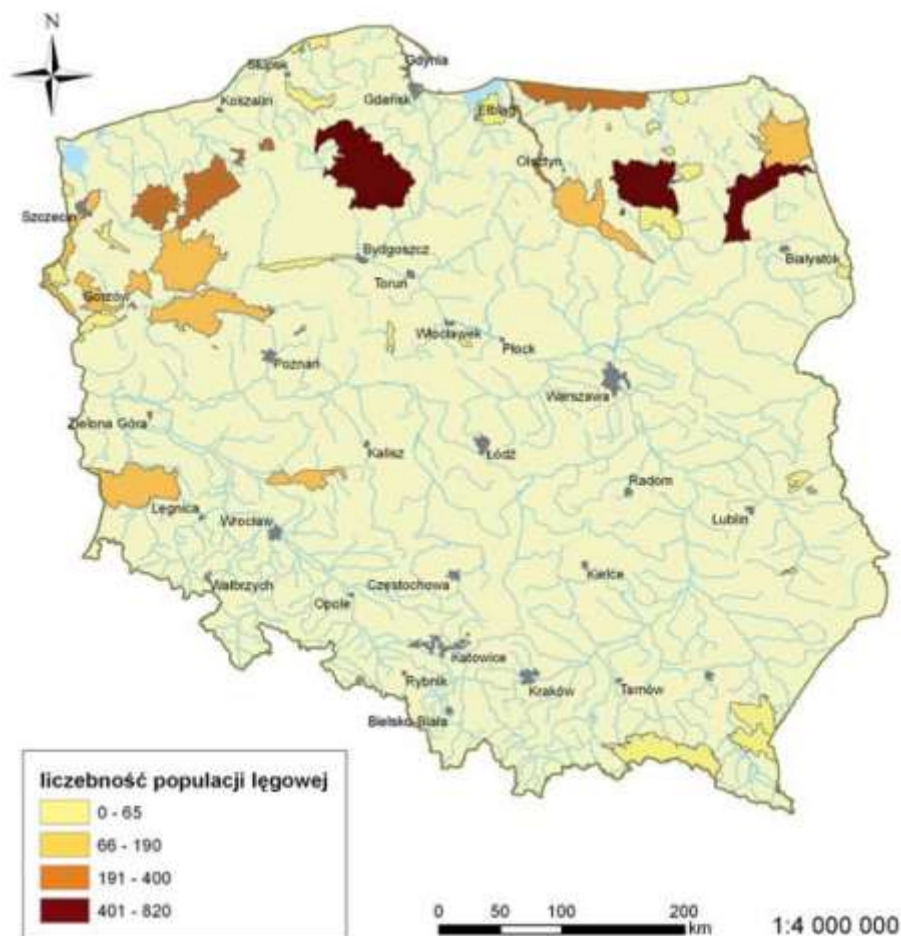 N
Słupsk
Gdynia
Koszalin
Gdańsk
Elbląg
Olsztyn
Szczecin
Bydgoszcz
Białystok
Toruń
Gorzów
Włocławek
Płock
Poznań
Warszawa
Zielona Góra
Kalisz
Łódź
Radom
Legnica
Lublin
Wrocław
Wałbrzych
Częstochowa
Kielce
Opole
Katowice
Rybnik
Kraków
Tarnów
Bielsko-Biała
liczebność populacji lęgowej
0 - 65
66 - 190
191 - 400
401 - 820
0 50 100 200
km
1:4 000 000